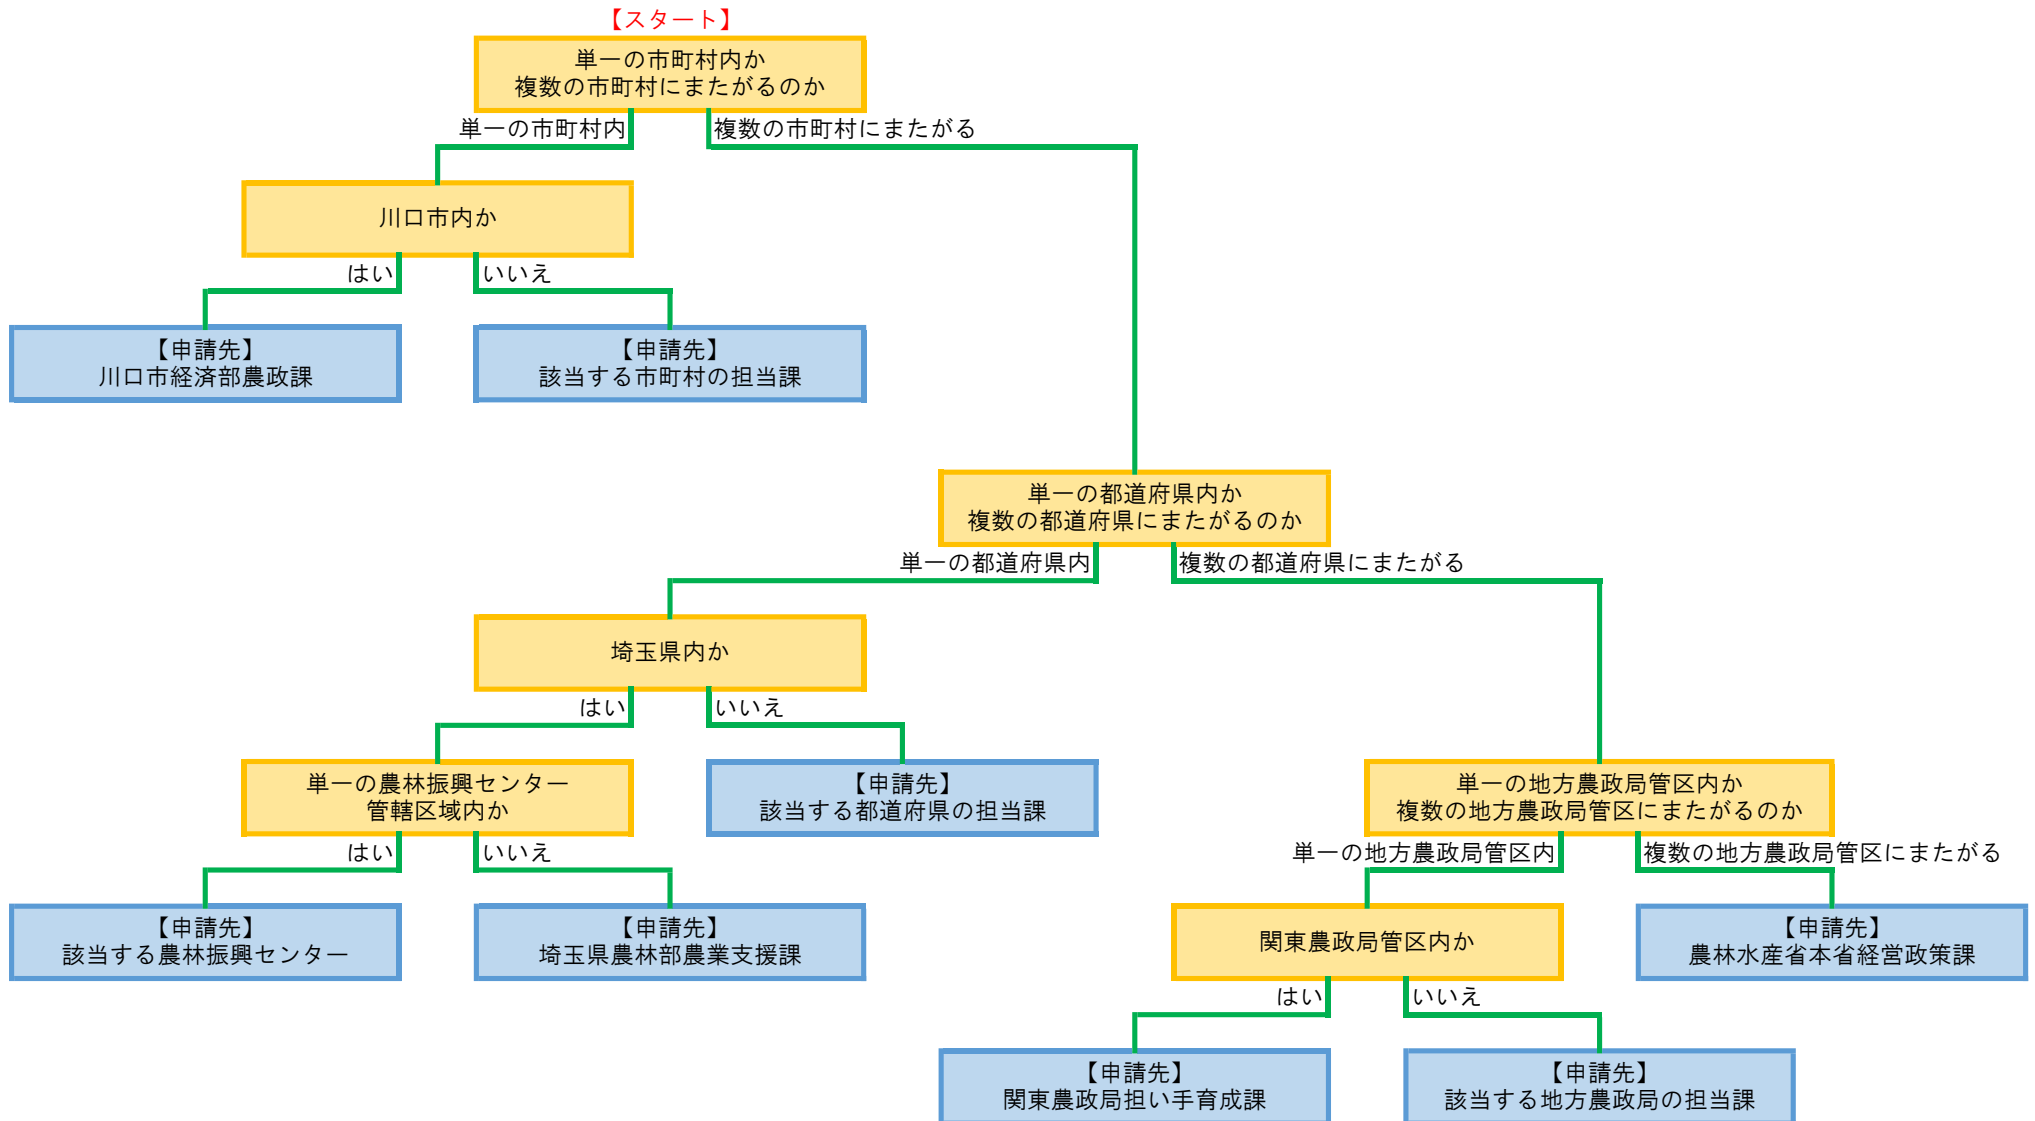 【スタート】
単一の市町村内か
複数の市町村にまたがるのか
単一の市町村内
複数の市町村にまたがる
川口市内か
はい
いいえ
【申請先】
川口市経済部農政課
【申請先】
該当する市町村の担当課
単一の都道府県内か
複数の都道府県にまたがるのか
単一の都道府県内
複数の都道府県にまたがる
埼玉県内か
はい
いいえ
単一の農林振興センター
管轄区域内か
【申請先】
該当する都道府県の担当課
単一の地方農政局管区内か
複数の地方農政局管区にまたがるのか
はい
いいえ
単一の地方農政局管区内
複数の地方農政局管区にまたがる
【申請先】
該当する農林振興センター
【申請先】
埼玉県農林部農業支援課
関東農政局管区内か
【申請先】
農林水産省本省経営政策課
はい
いいえ
【申請先】
関東農政局担い手育成課
【申請先】
該当する地方農政局の担当課